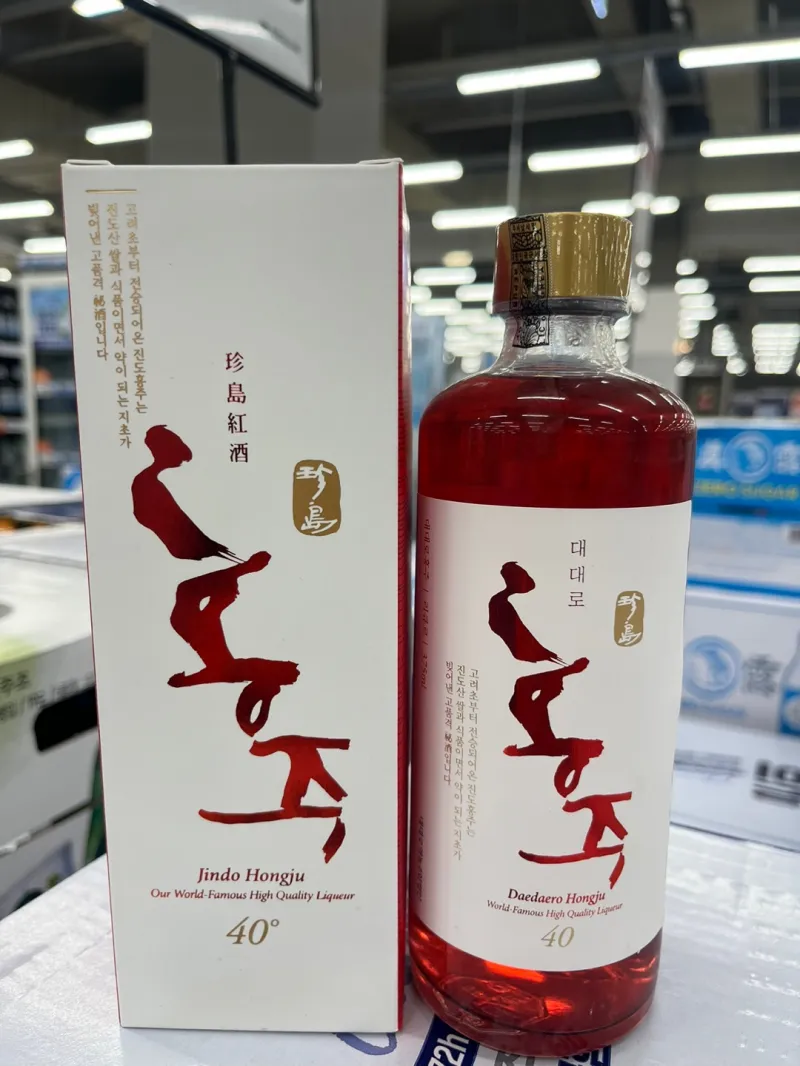 고려초부터 전승되어온 진도홍주는
진도산 쌀과 식품이면서 약이 되는 지초가
빚어낸 고품격 秘酒입니다
珍島紅酒
珍島
홍주
Jindo Hongju
Our World-Famous High Quality Liqueur
40°
대대로
珍島
홍주
고려초부터 전승되어온 진도홍주는
진도산 쌀과 식품이면서 약이 되는 지초가
빚어낸 고품격 秘酒입니다
Daedaero Hongju
World-Famous High Quality Liqueur
40
72h